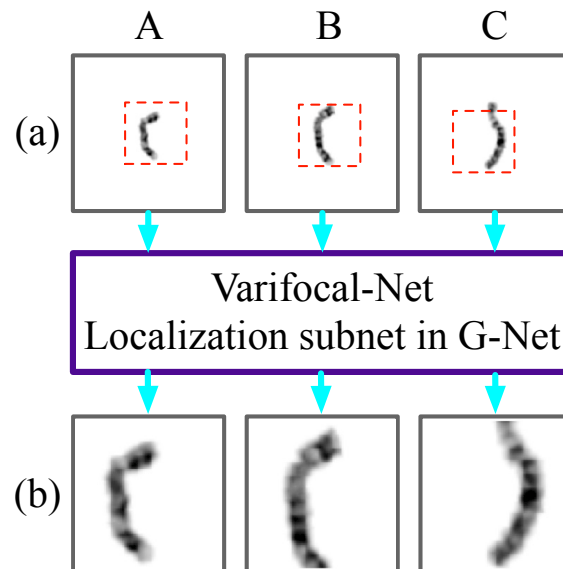 A B C
(a)
Varifocal-Net
Localization subnet in G-Net
(b)